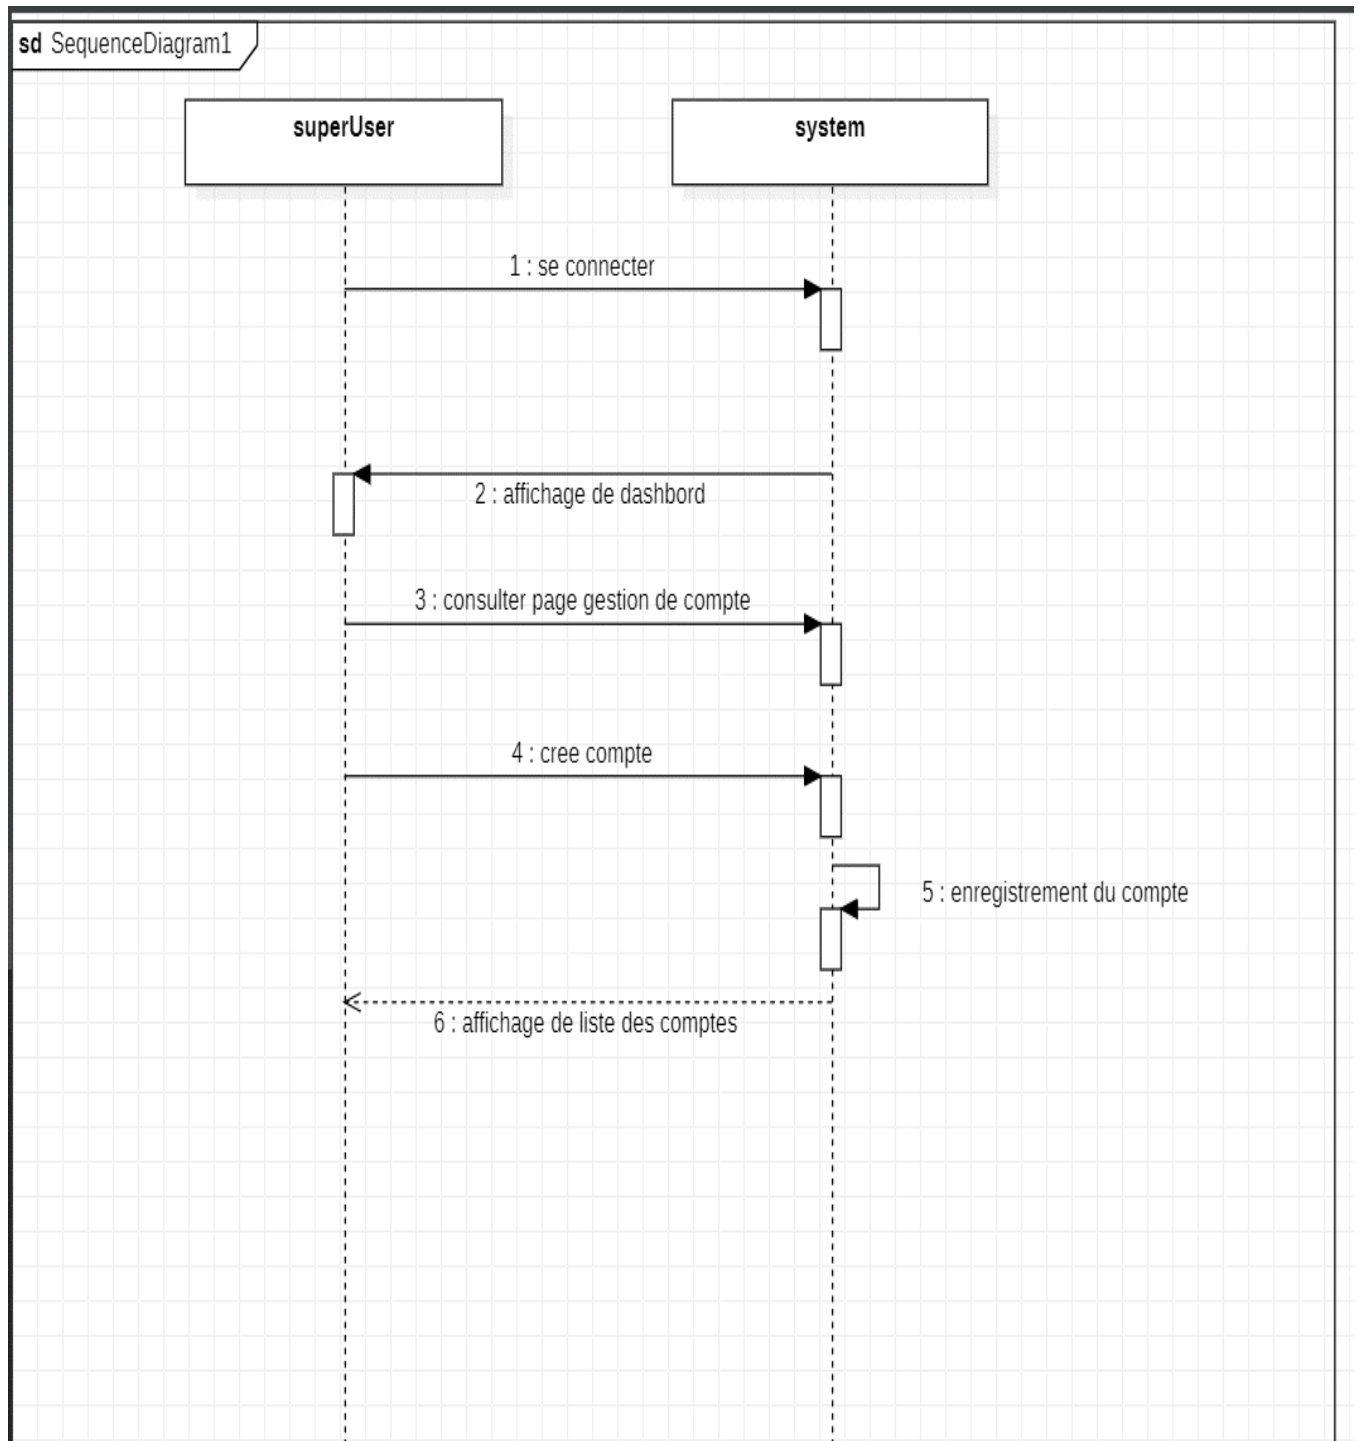 sd SequenceDiagram1
superUser
system
1 : se connecter
2 : affichage de dashbord
3 : consulter page gestion de compte
4 : cree compte
5 : enregistrement du compte
6 : affichage de liste des comptes